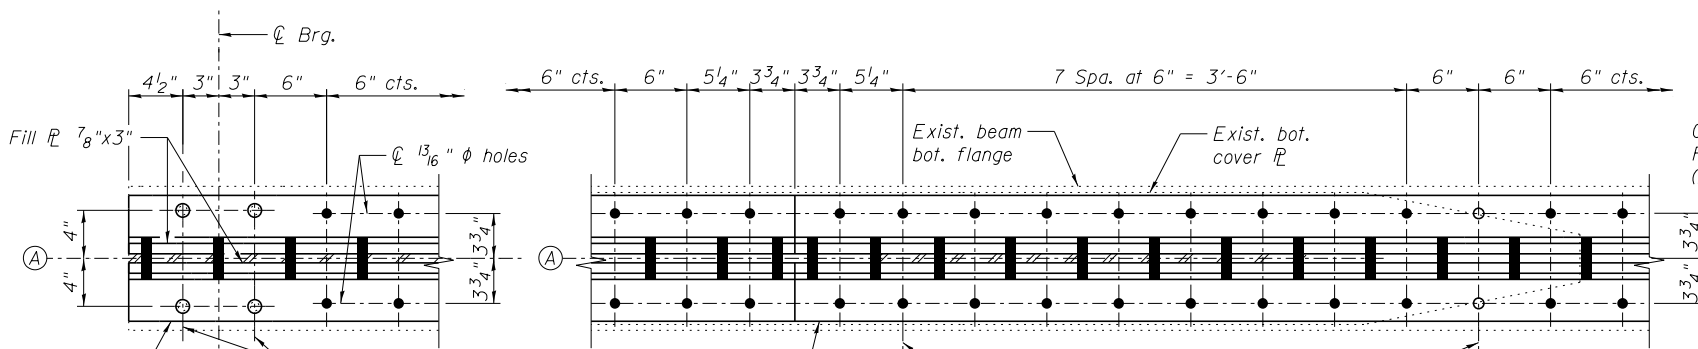 ℄ Brg.
4½" 3" 3" 6" 6" cts.
6" cts. 6" 5¼" 3¾" 3¾" 5¼" 7 Spa. at 6" = 3'-6" 6" 6" 6" cts.
Fill ⅊ ⅞"x3"
℄ 13/16" ϕ holes
Exist. beam
bot. flange
Exist. bot.
cover ⅊
4" 3¾" 3¾"
A A
4" 3¾" 3¾"